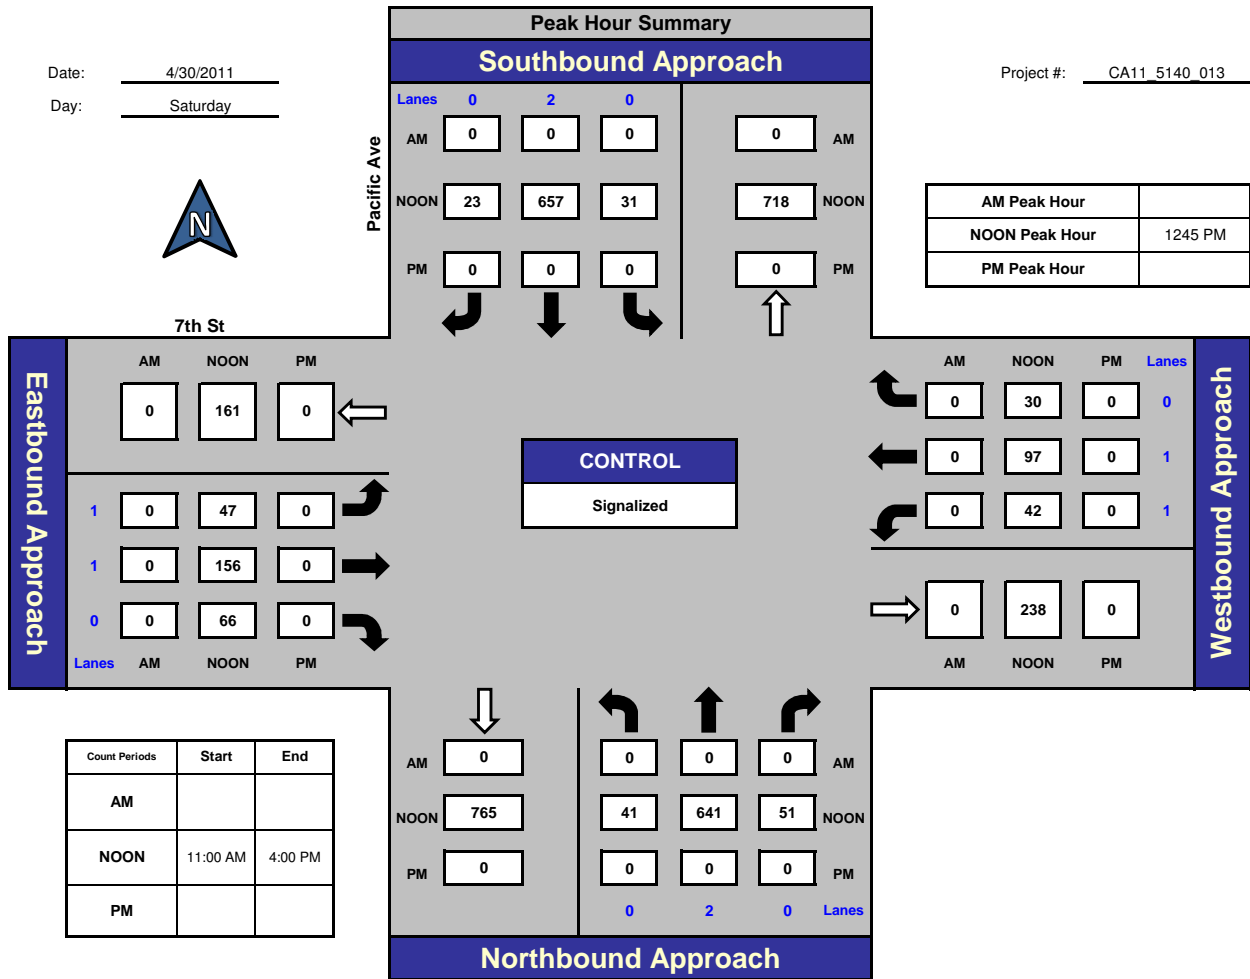 Peak Hour Summary
Southbound Approach
Date: 4/30/2011
Day: Saturday
Project #: CA11_5140_013
Pacific Ave
Lanes 0 2 0
AM 0 0 0 0 AM
NOON 23 657 31 718 NOON
PM 0 0 0 0 PM
N
AM Peak Hour
NOON Peak Hour 1245 PM
PM Peak Hour
7th St
Eastbound Approach
AM NOON PM
0 161 0
1 0 47 0
1 0 156 0
0 0 66 0
Lanes AM NOON PM
CONTROL
Signalized
AM NOON PM Lanes
0 30 0 0
0 97 0 1
0 42 0 1
0 238 0
AM NOON PM
Westbound Approach
Count Periods Start End
AM
NOON 11:00 AM 4:00 PM
PM
AM 0 0 0 0 AM
NOON 765 41 641 51 NOON
PM 0 0 0 0 PM
0 2 0 Lanes
Northbound Approach